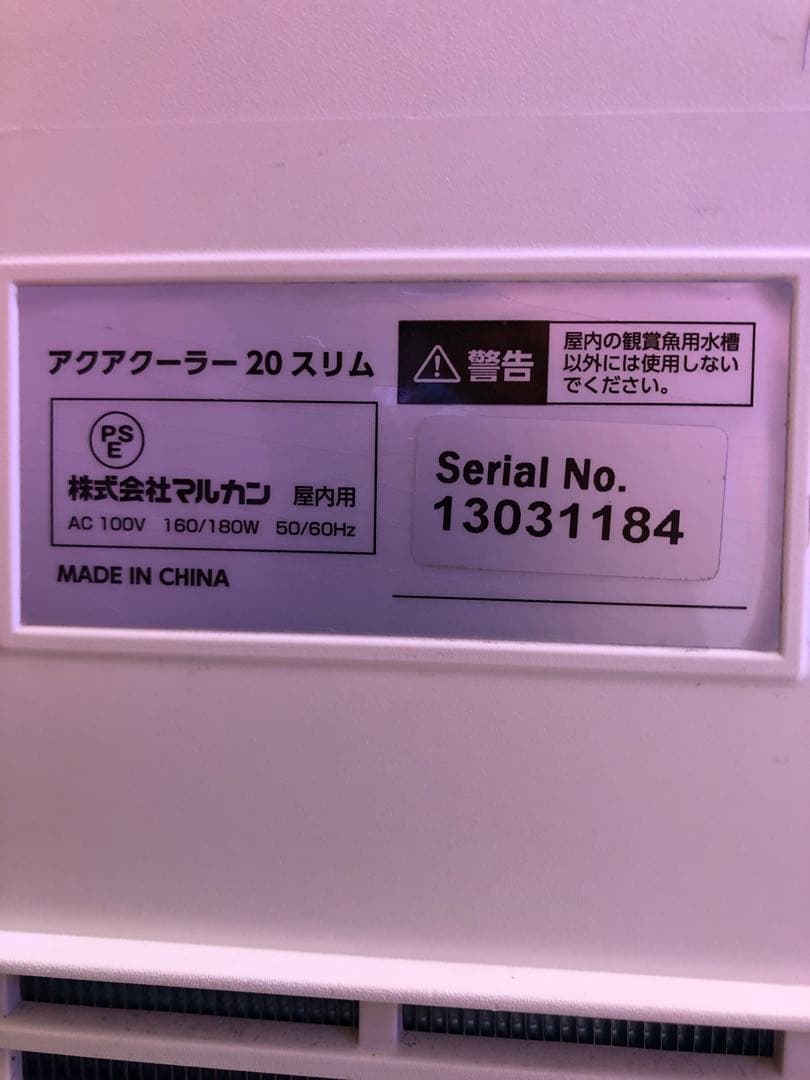 アクアクーラー 20 スリム
PS
E
株式会社マルカン 屋内用
AC 100V 160/180W 50/60Hz
MADE IN CHINA
警告
屋内の観賞魚用水槽
以外には使用しない
でください。
Serial No.
13031184